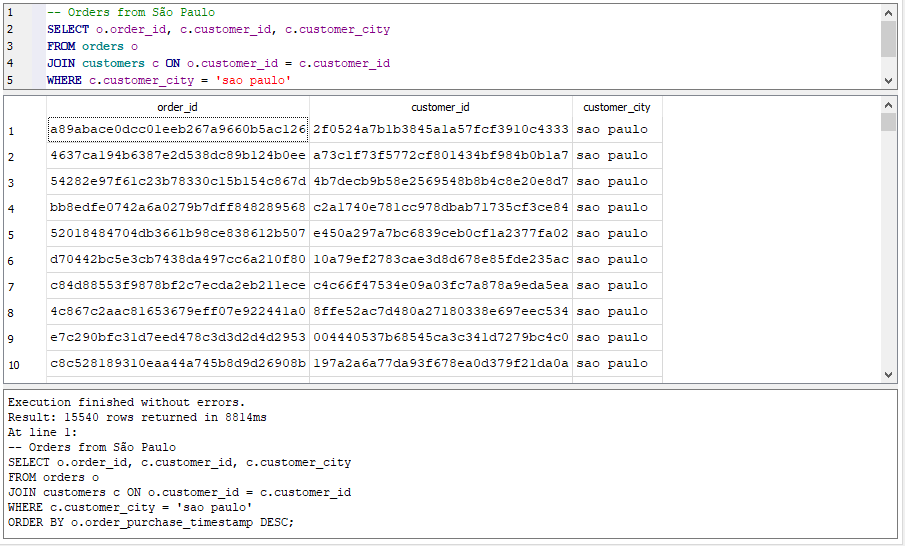 1 -- Orders from São Paulo
2 SELECT o.order_id, c.customer_id, c.customer_city
3 FROM orders o
4 JOIN customers c ON o.customer_id = c.customer_id
5 WHERE c.customer_city = 'sao paulo'
order_id customer_id customer_city
1 a89abace0dcc01eeb267a9660b5ac126 2f0524a7b1b3845a1a57fcf3910c4333 sao paulo
2 4637ca194b6387e2d538dc89b124b0ee a73c1f73f5772cf801434bf984b0b1a7 sao paulo
3 54282e97f61c23b78330c15b154c867d 4b7decb9b58e2569548b8b4c8e20e8d7 sao paulo
4 bb8edfe0742a6a0279b7dff848289568 c2a1740e781cc978dbab71735cf3ce84 sao paulo
5 52018484704db3661b98ce838612b507 e450a297a7bc6839ceb0cf1a2377fa02 sao paulo
6 d70442bc5e3cb7438da497cc6a210f80 10a79ef2783cae3d8d678e85fde235ac sao paulo
7 c84d88553f9878bf2c7ecda2eb211ece c4c66f47534e09a03fc7a878a9eda5ea sao paulo
8 4c867c2aac81653679eff07e922441a0 8ffe52ac7d480a27180338e697eec534 sao paulo
9 e7c290bfc31d7eed478c3d3d2d4d2953 004440537b68545ca3c341d7279bc4c0 sao paulo
10 c8c528189310eaa44a745b8d9d26908b 197a2a6a77da93f678ea0d379f21da0a sao paulo
Execution finished without errors.
Result: 15540 rows returned in 8814ms
At line 1:
-- Orders from São Paulo
SELECT o.order_id, c.customer_id, c.customer_city
FROM orders o
JOIN customers c ON o.customer_id = c.customer_id
WHERE c.customer_city = 'sao paulo'
ORDER BY o.order_purchase_timestamp DESC;